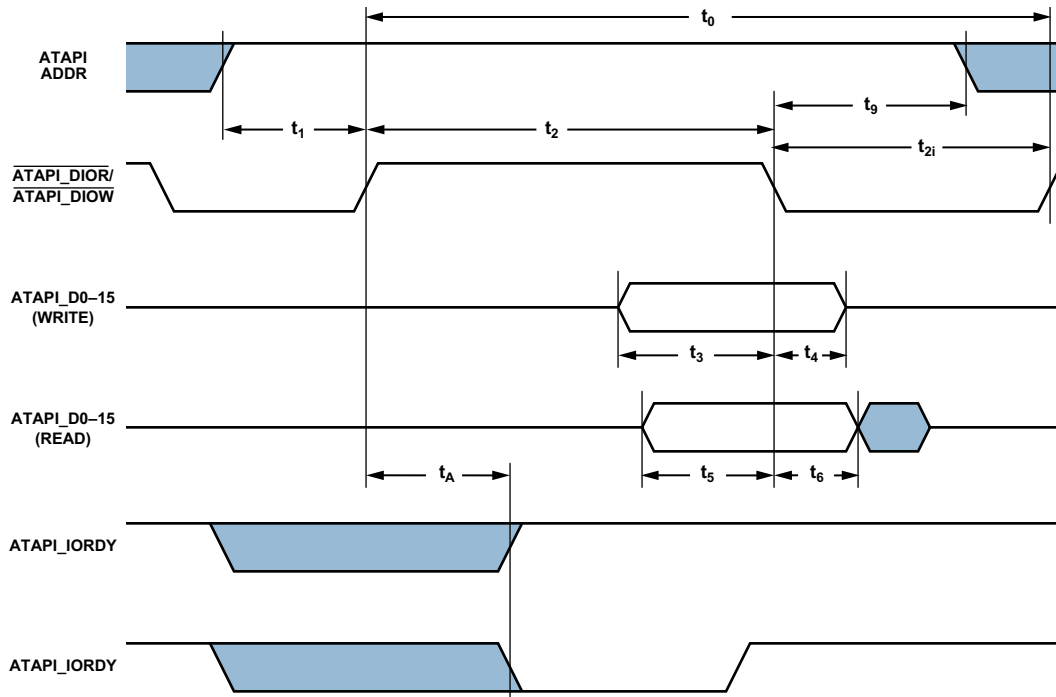 t0
ATAPI
ADDR
t9
t1
t2
t2i
ATAPI_DIOR/
ATAPI_DIOW
ATAPI_D0–15
(WRITE)
t3
t4
ATAPI_D0–15
(READ)
tA
t5
t6
ATAPI_IORDY
ATAPI_IORDY